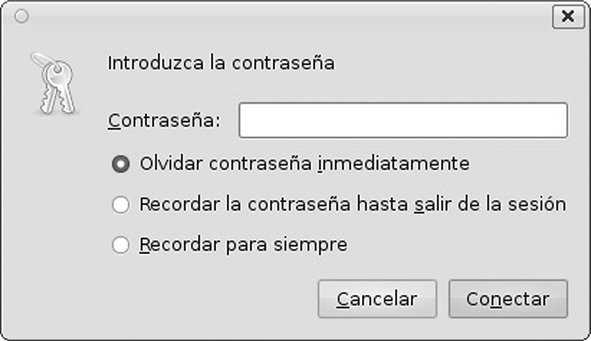 Introduzca la contraseña
Contraseña:
Olvidar contraseña inmediatamente
Recordar la contraseña hasta salir de la sesión
Recordar para siempre
Cancelar
Conectar